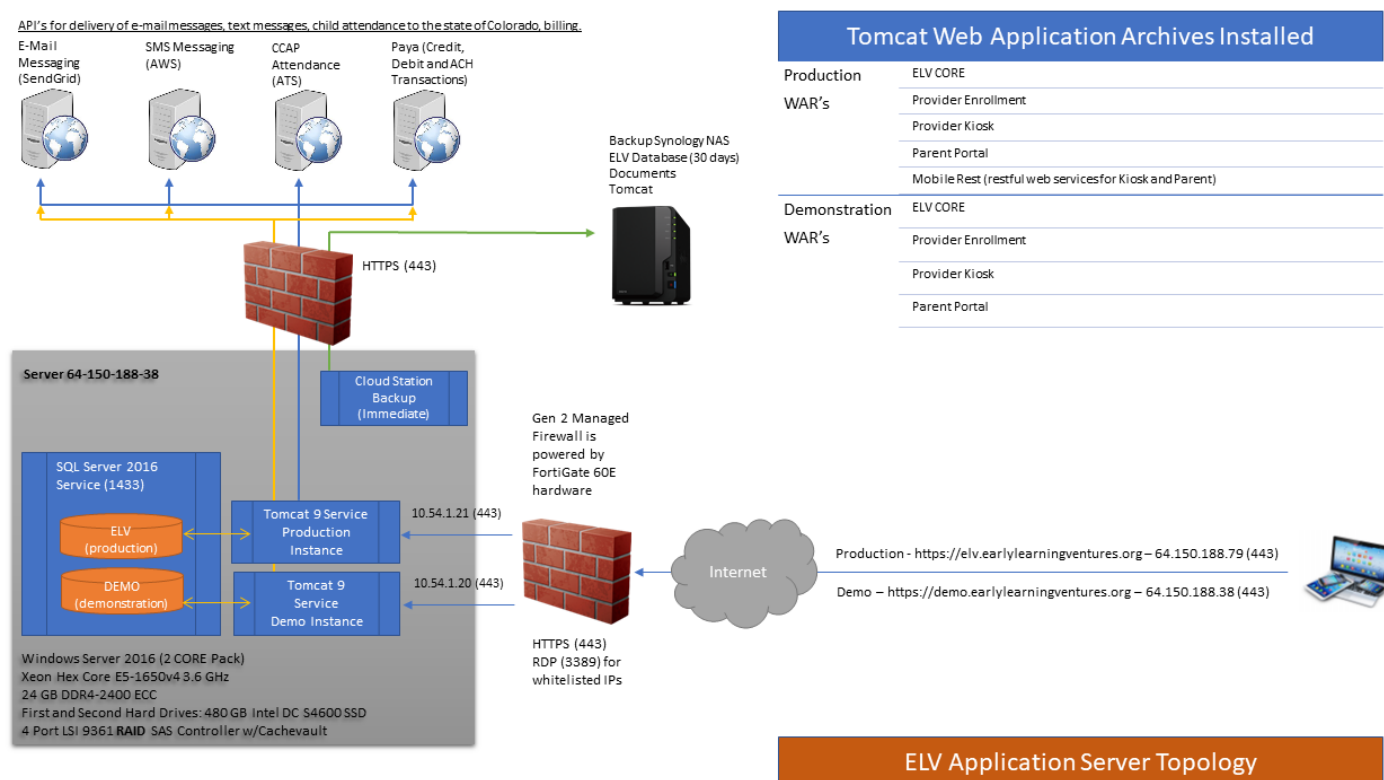 API's for delivery of e-mail messages, text messages, child attendance to the state of Colorado, billing.
E-Mail
Messaging
(SendGrid)
SMS Messaging
(AWS)
CCAP
Attendance
(ATS)
Paya (Credit,
Debit and ACH
Transactions)
Tomcat Web Application Archives Installed
Production
WAR's
ELV CORE
Provider Enrollment
Provider Kiosk
Parent Portal
Mobile Rest (restful web services for Kiosk and Parent)
Demonstration
WAR's
ELV CORE
Provider Enrollment
Provider Kiosk
Parent Portal
Backup Synology NAS
ELV Database (30 days)
Documents
Tomcat
HTTPS (443)
Server 64-150-188-38
Cloud Station
Backup
(Immediate)
SQL Server 2016
Service (1433)
ELV
(production)
DEMO
(demonstration)
Tomcat 9 Service
Production
Instance
Tomcat 9
Service
Demo Instance
10.54.1.21 (443)
10.54.1.20 (443)
Gen 2 Managed
Firewall is
powered by
FortiGate 60E
hardware
HTTPS (443)
RDP (3389) for
whitelisted IPs
Internet
Production - https://elv.earlylearningventures.org – 64.150.188.79 (443)
Demo – https://demo.earlylearningventures.org – 64.150.188.38 (443)
Windows Server 2016 (2 CORE Pack)
Xeon Hex Core E5-1650v4 3.6 GHz
24 GB DDR4-2400 ECC
First and Second Hard Drives: 480 GB Intel DC S4600 SSD
4 Port LSI 9361 RAID SAS Controller w/Cachevault
ELV Application Server Topology